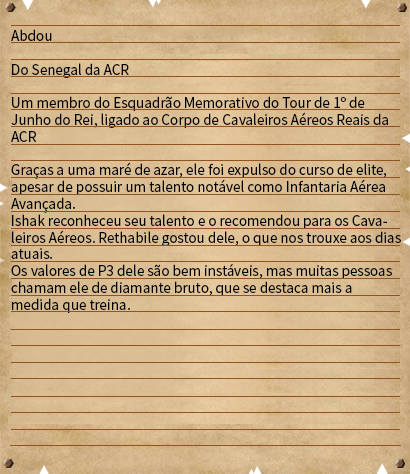 Abdou
Do Senegal da ACR
Um membro do Esquadrão Memorativo do Tour de 1º de
Junho do Rei, ligado ao Corpo de Cavaleiros Aéreos Reais da
ACR
Graças a uma maré de azar, ele foi expulso do curso de elite,
apesar de possuir um talento notável como Infantaria Aérea
Avançada.
Ishak reconheceu seu talento e o recomendou para os Cava-
leiros Aéreos. Rethabile gostou dele, o que nos trouxe aos dias
atuais.
Os valores de P3 dele são bem instáveis, mas muitas pessoas
chamam ele de diamante bruto, que se destaca mais a
medida que treina.